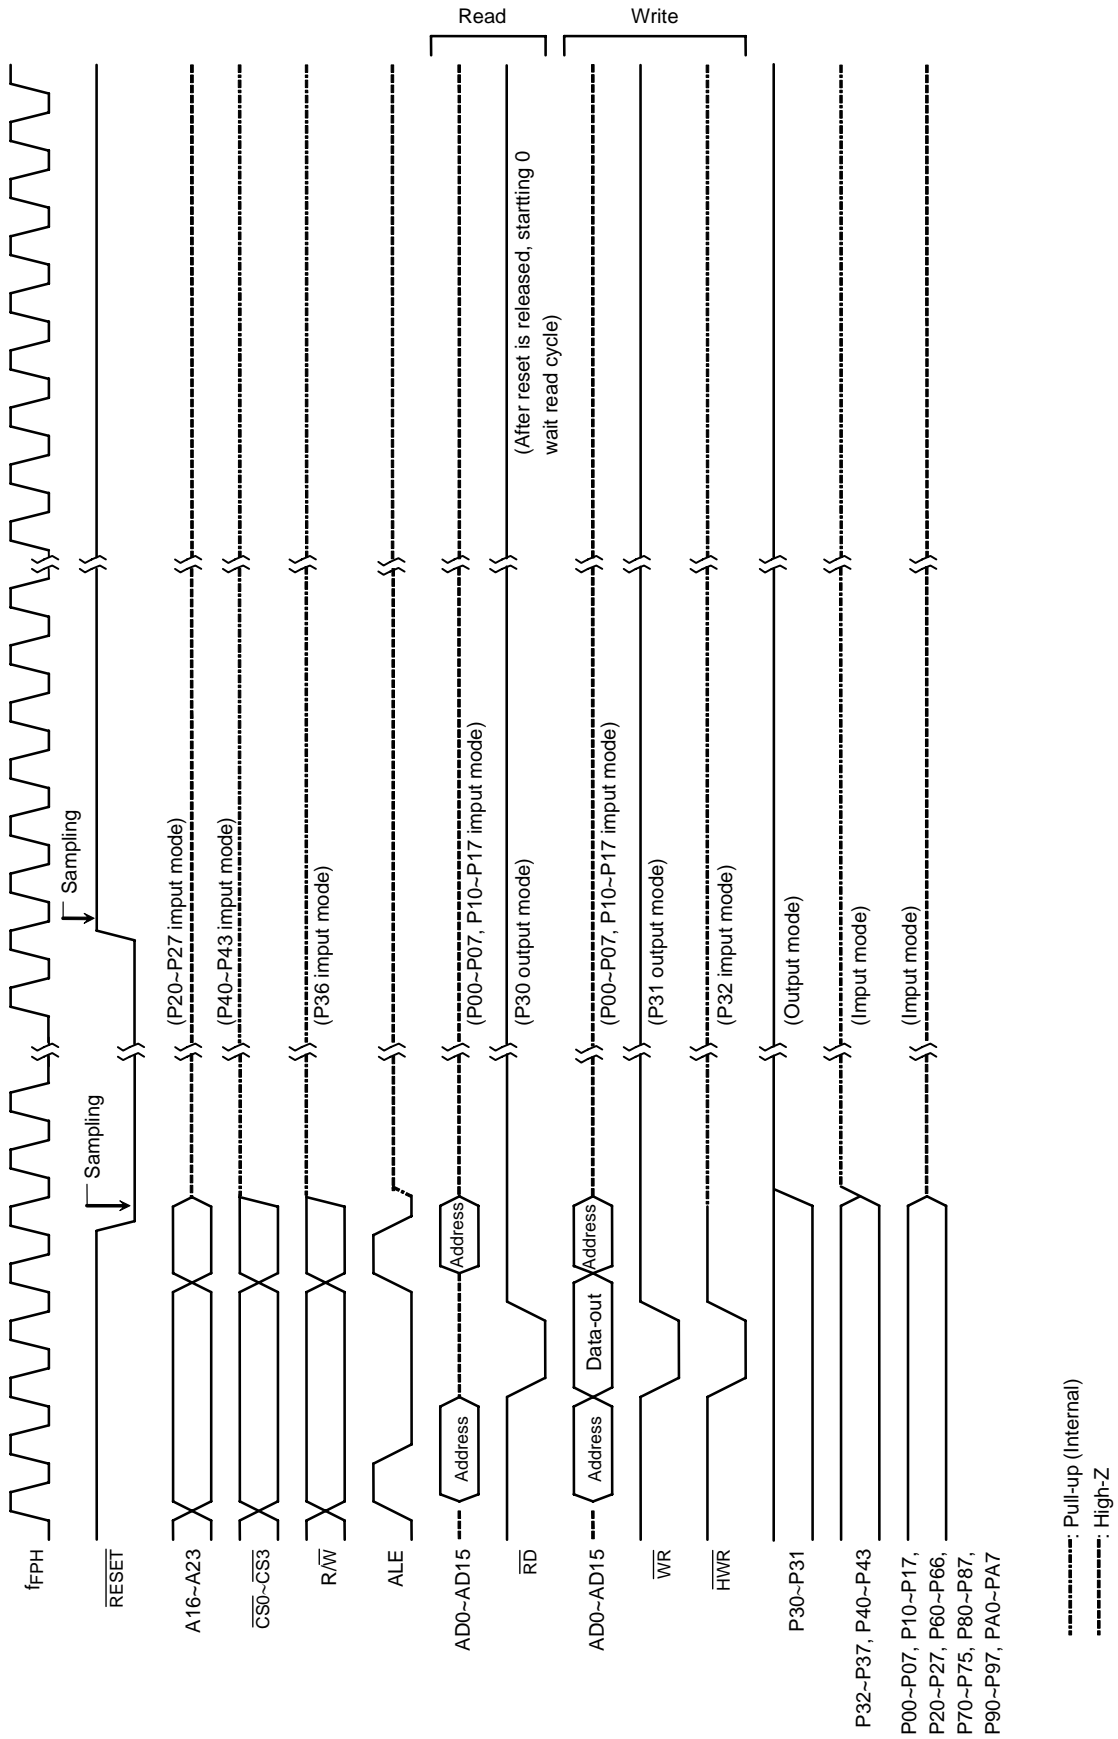 fFPH
Sampling
Sampling
RESET
A16~A23
(P20~P27 imput mode)
CS0~CS3
(P40~P43 imput mode)
R/W
(P36 imput mode)
ALE
AD0~AD15
Address
Address
(P00~P07, P10~P17 imput mode)
Read
RD
(P30 output mode)
(After reset is released, startting 0
wait read cycle)
AD0~AD15
Address
Data-out
Address
(P00~P07, P10~P17 imput mode)
Write
WR
(P31 output mode)
HWR
(P32 imput mode)
P30~P31
(Output mode)
P32~P37, P40~P43
(Imput mode)
P00~P07, P10~P17,
P20~P27, P60~P66,
P70~P75, P80~P87,
P90~P97, PA0~PA7
(Imput mode)
: Pull-up (Internal)
: High-Z